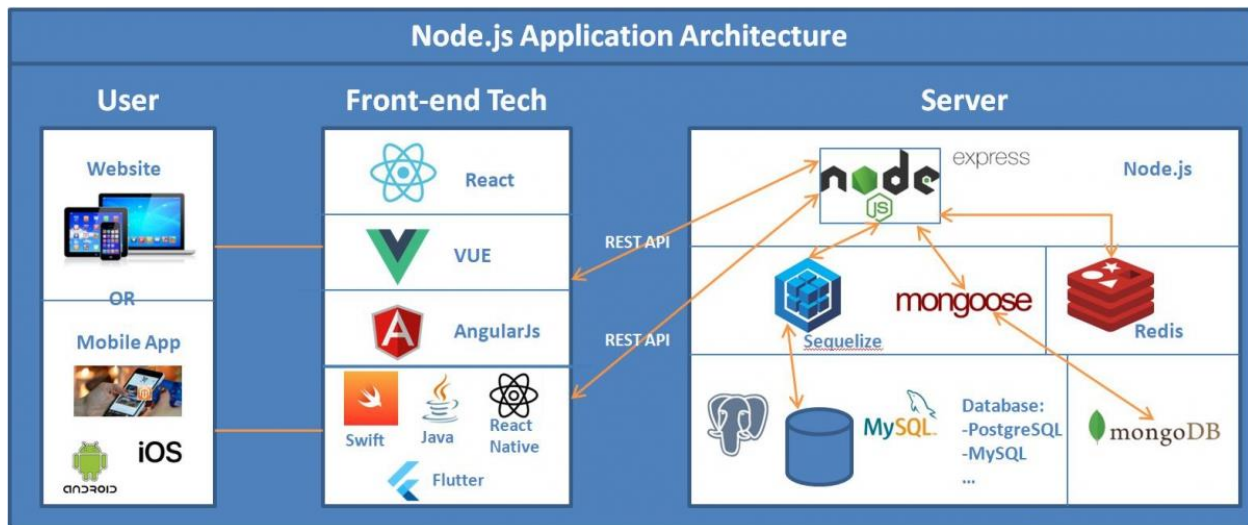 Node.js Application Architecture
User
Front-end Tech
Server
Website
OR
Mobile App
ANDROID
iOS
React
VUE
AngularJs
Swift
Java
React
Native
Flutter
REST API
REST API
node
JS
express
Node.js
Sequelize
mongoose
Redis
MySQL
Database:
-PostgreSQL
-MySQL
...
mongoDB